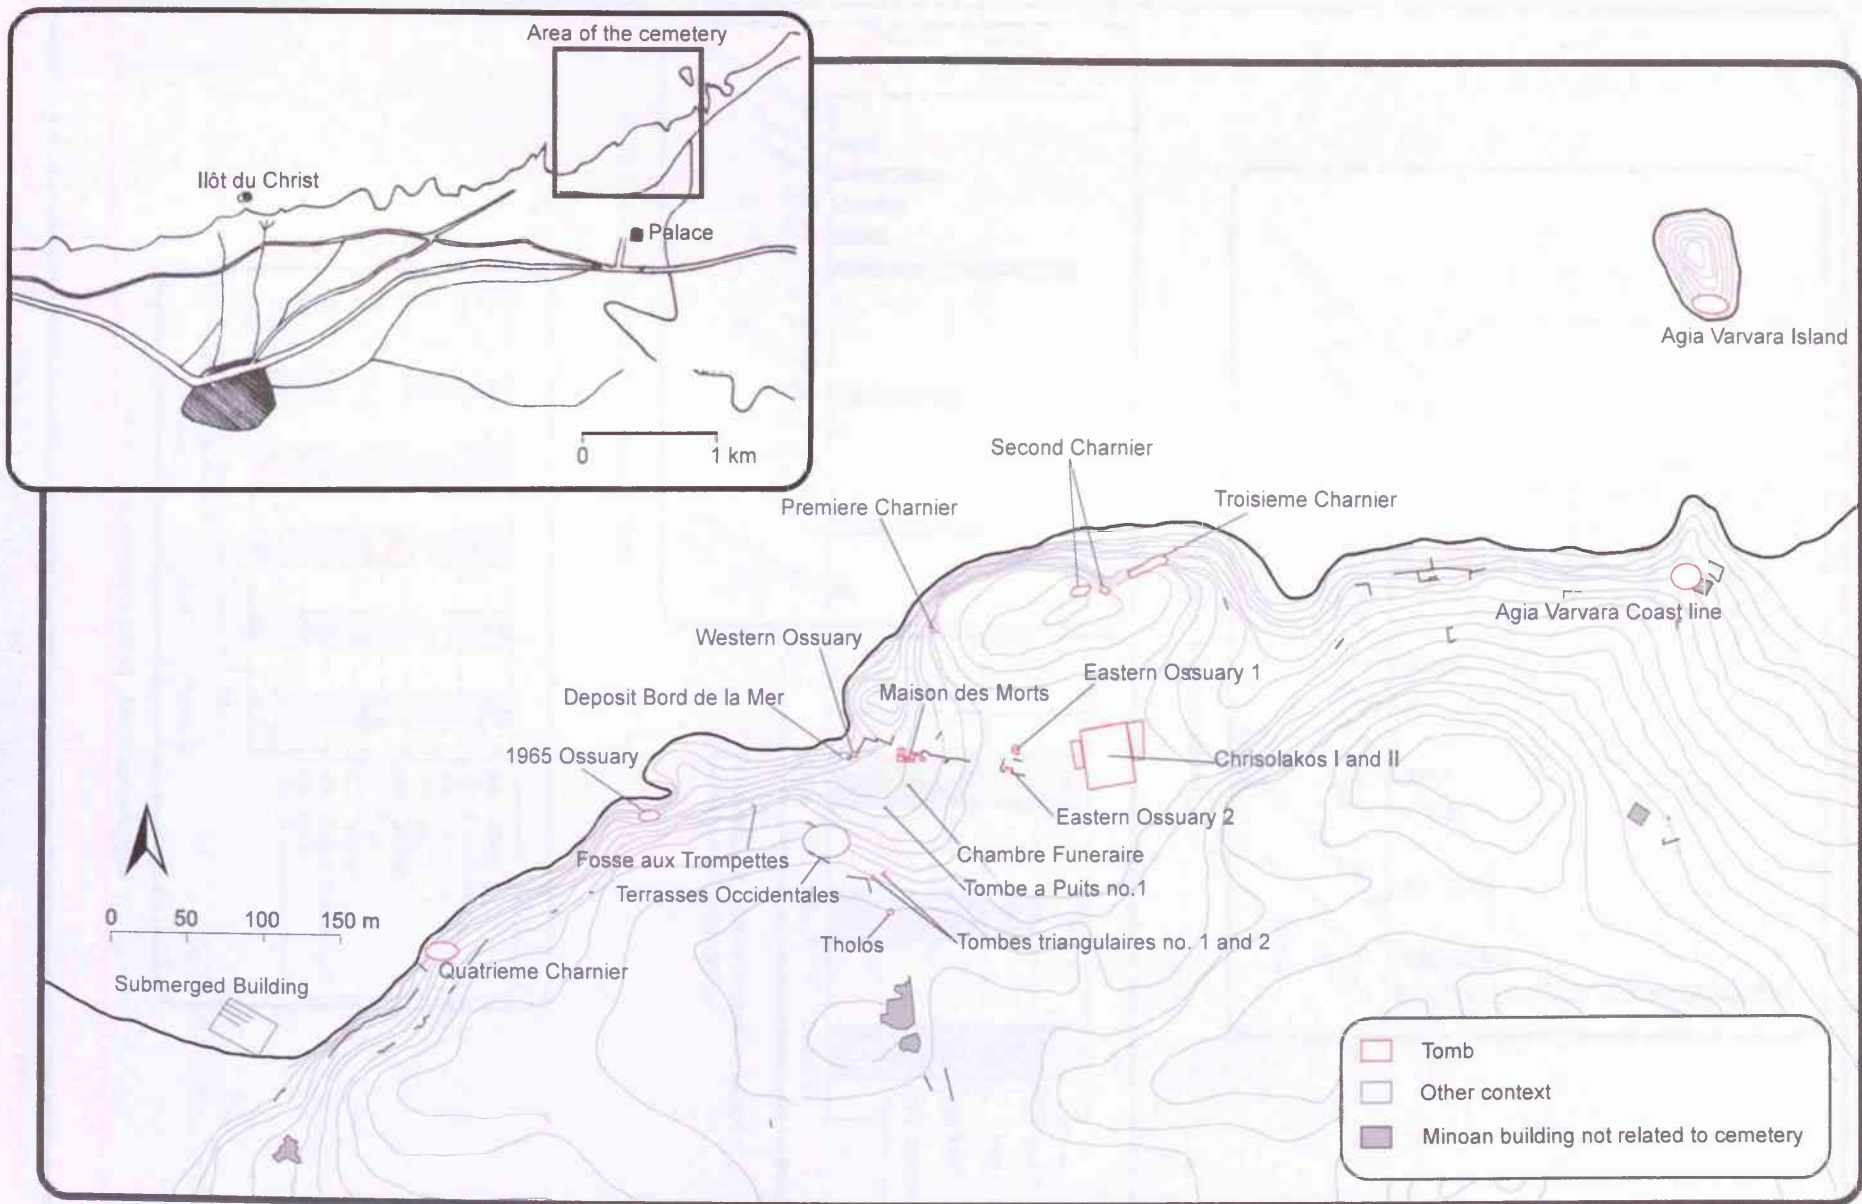 Area of the cemetery
Ilôt du Christ
Palace
0 1 km
Agia Varvara Island
Second Charnier
Premiere Charnier
Troisieme Charnier
Agia Varvara Coast line
Western Ossuary
Eastern Ossuary 1
Deposit Bord de la Mer
Maison des Morts
1965 Ossuary
Chrisolakos I and II
Eastern Ossuary 2
Fosse aux Trompettes
Chambre Funeraire
Terrasses Occidentales
Tombe a Puits no.1
0 50 100 150 m
Tholos
Tombes triangulaires no. 1 and 2
Quatrieme Charnier
Submerged Building
Tomb
Other context
Minoan building not related to cemetery